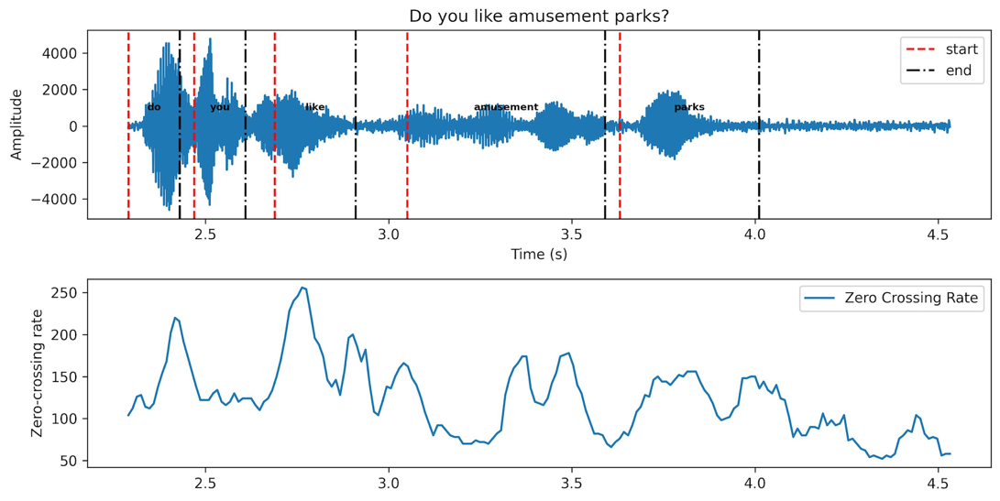 Do you like amusement parks?
start
end
4000
2000
0
−2000
−4000
Amplitude
do you like amusement parks
2.5 3.0 3.5 4.0 4.5
Time (s)
Zero Crossing Rate
250
200
150
100
50
Zero-crossing rate
2.5 3.0 3.5 4.0 4.5